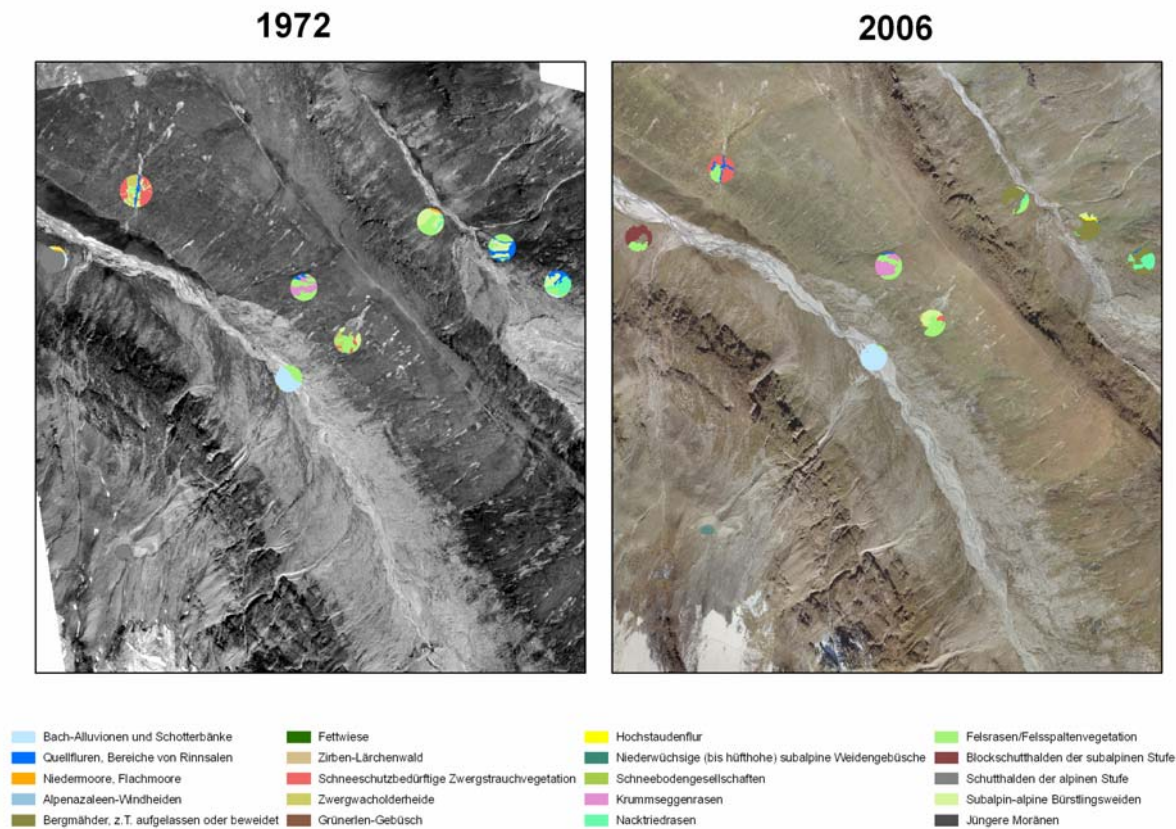 1972
2006
Bach-Alluvionen und Schotterbänke
Quellfluren, Bereiche von Rinnsalen
Niedermoore, Flachmoore
Alpenazaleen-Windheiden
Bergmähder, z.T. aufgelassen oder beweidet
Fettwiese
Zirben-Lärchenwald
Schneeschutzbedürftige Zwergstrauchvegetation
Zwergwacholderheide
Grünerlen-Gebüsch
Hochstaudenflur
Niederwüchsige (bis hüfthohe) subalpine Weidengebüsche
Schneebodengesellschaften
Krummseggenrasen
Nacktriedrasen
Felsrasen/Felsspaltenvegetation
Blockschutthalden der subalpinen Stufe
Schutthalden der alpinen Stufe
Subalpin-alpine Bürstlingsweiden
Jüngere Moränen